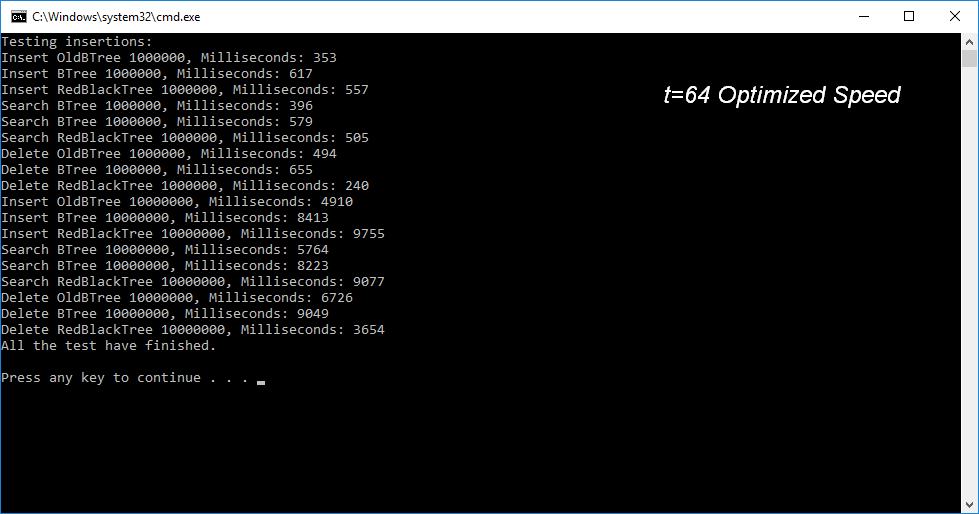 C:\Windows\system32\cmd.exe
Testing insertions:
Insert OldBTree 1000000, Milliseconds: 353
Insert BTree 1000000, Milliseconds: 617
Insert RedBlackTree 1000000, Milliseconds: 557
Search BTree 1000000, Milliseconds: 396
Search BTree 1000000, Milliseconds: 579
Search RedBlackTree 1000000, Milliseconds: 505
Delete OldBTree 1000000, Milliseconds: 494
Delete BTree 1000000, Milliseconds: 655
Delete RedBlackTree 1000000, Milliseconds: 240
Insert OldBTree 10000000, Milliseconds: 4910
Insert BTree 10000000, Milliseconds: 8413
Insert RedBlackTree 10000000, Milliseconds: 9755
Search BTree 10000000, Milliseconds: 5764
Search BTree 10000000, Milliseconds: 8223
Search RedBlackTree 10000000, Milliseconds: 9077
Delete OldBTree 10000000, Milliseconds: 6726
Delete BTree 10000000, Milliseconds: 9049
Delete RedBlackTree 10000000, Milliseconds: 3654
All the test have finished.
Press any key to continue . . .
t=64 Optimized Speed